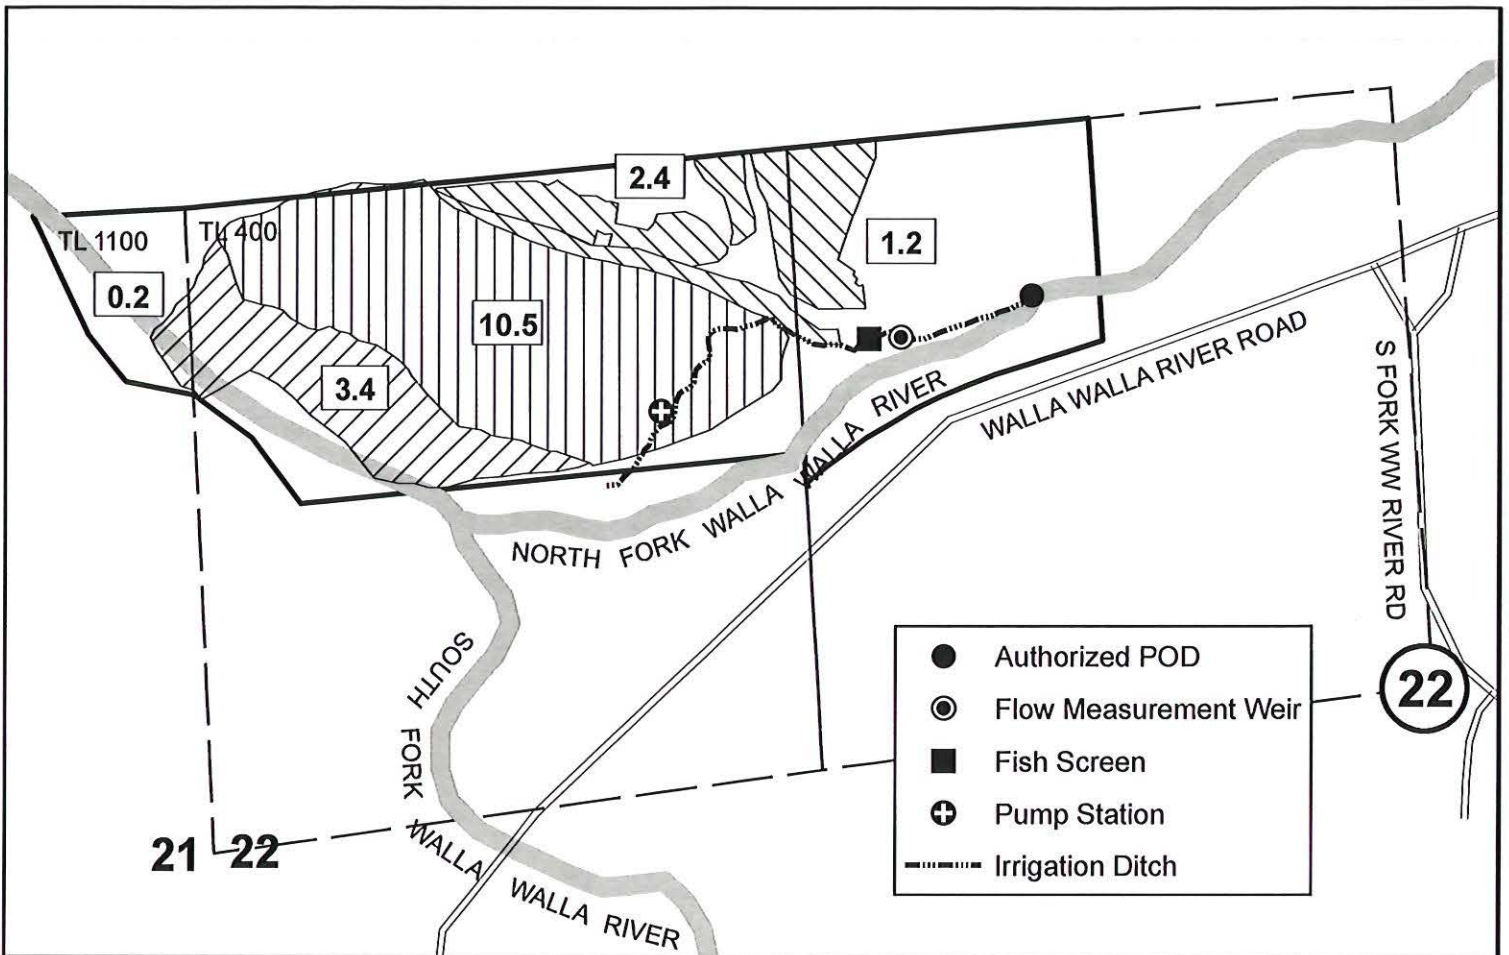 2.4
TL 1100
TL 400
1.2
0.2
10.5
3.4
WALLA WALLA RIVER ROAD
S FORK WW RIVER RD
NORTH FORK WALLA WALLA RIVER
SOUTH FORK WALLA WALLA RIVER
Authorized POD
Flow Measurement Weir
Fish Screen
Pump Station
Irrigation Ditch
22
21 22